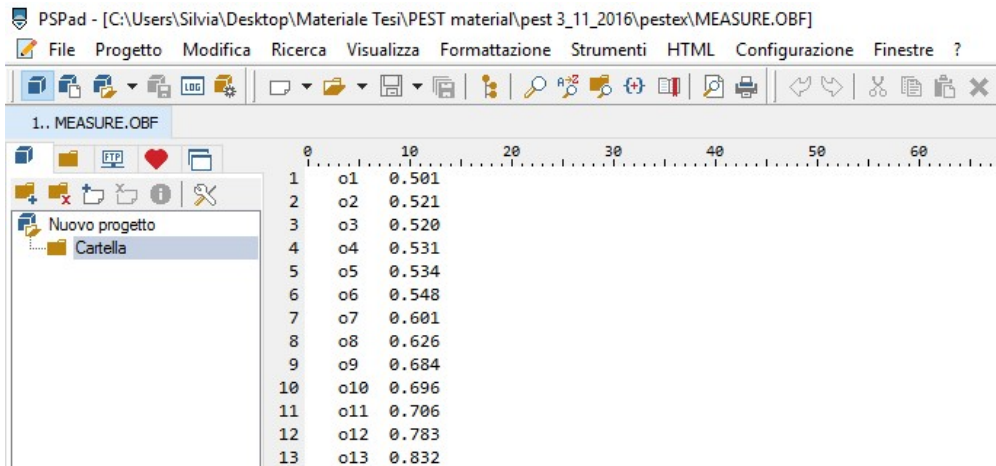 PSPad - [C:\Users\Silvia\Desktop\Materiale Tesi\PEST material\pest 3_11_2016\pestex\MEASURE.OBF]
File Progetto Modifica Ricerca Visualizza Formattazione Strumenti HTML Configurazione Finestre ?
LOG
1.. MEASURE.OBF
FTP
0 10 20 30 40 50 60
Nuovo progetto
Cartella
1 o1 0.501
2 o2 0.521
3 o3 0.520
4 o4 0.531
5 o5 0.534
6 o6 0.548
7 o7 0.601
8 o8 0.626
9 o9 0.684
10 o10 0.696
11 o11 0.706
12 o12 0.783
13 o13 0.832